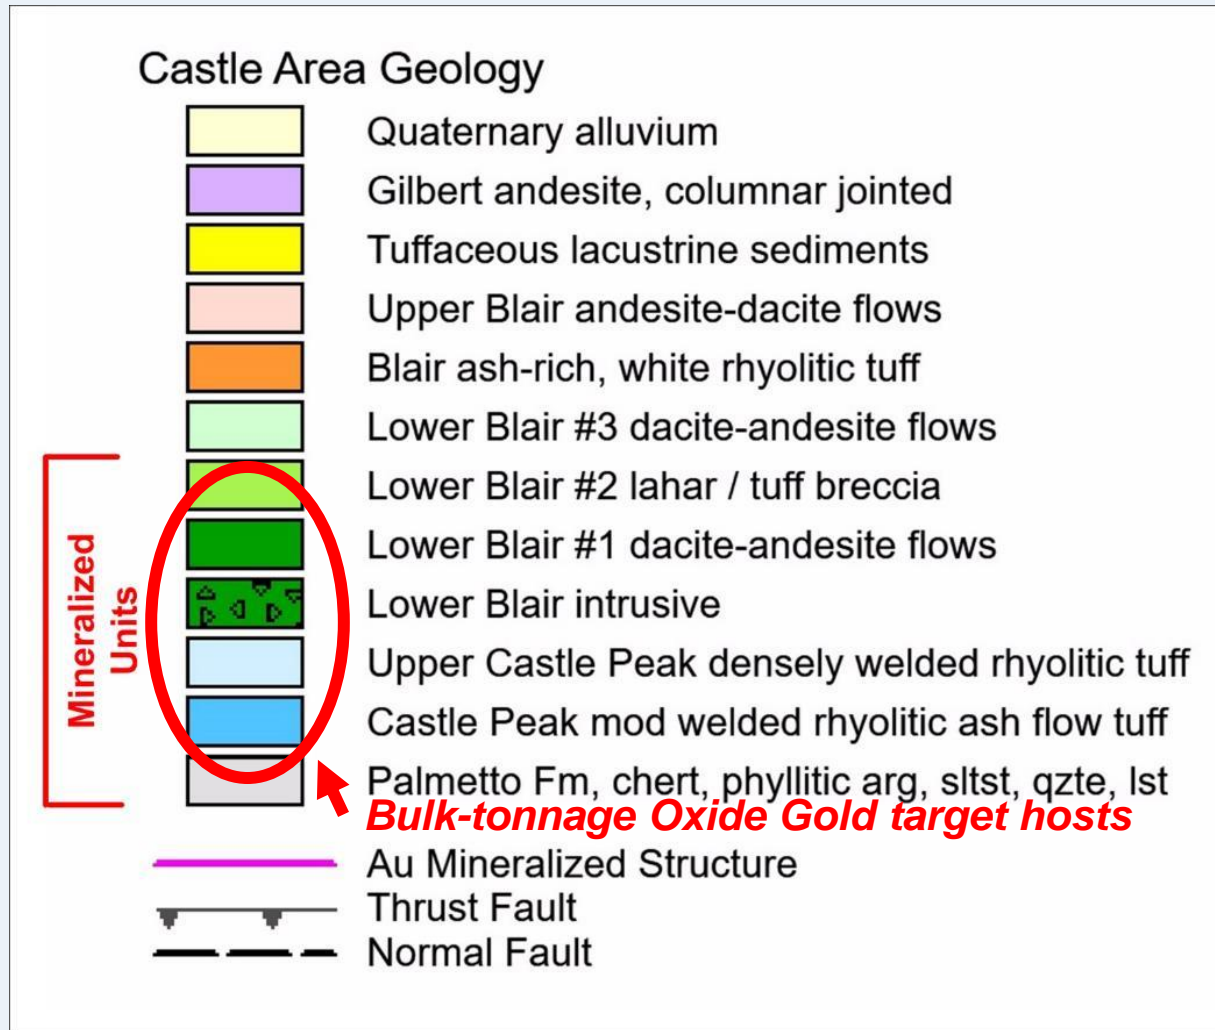 Castle Area Geology
Quaternary alluvium
Gilbert andesite, columnar jointed
Tuffaceous lacustrine sediments
Upper Blair andesite-dacite flows
Blair ash-rich, white rhyolitic tuff
Lower Blair #3 dacite-andesite flows
Mineralized
Units
Lower Blair #2 lahar / tuff breccia
Lower Blair #1 dacite-andesite flows
Lower Blair intrusive
Upper Castle Peak densely welded rhyolitic tuff
Castle Peak mod welded rhyolitic ash flow tuff
Palmetto Fm, chert, phyllitic arg, sltst, qzte, lst
Bulk-tonnage Oxide Gold target hosts
Au Mineralized Structure
Thrust Fault
Normal Fault